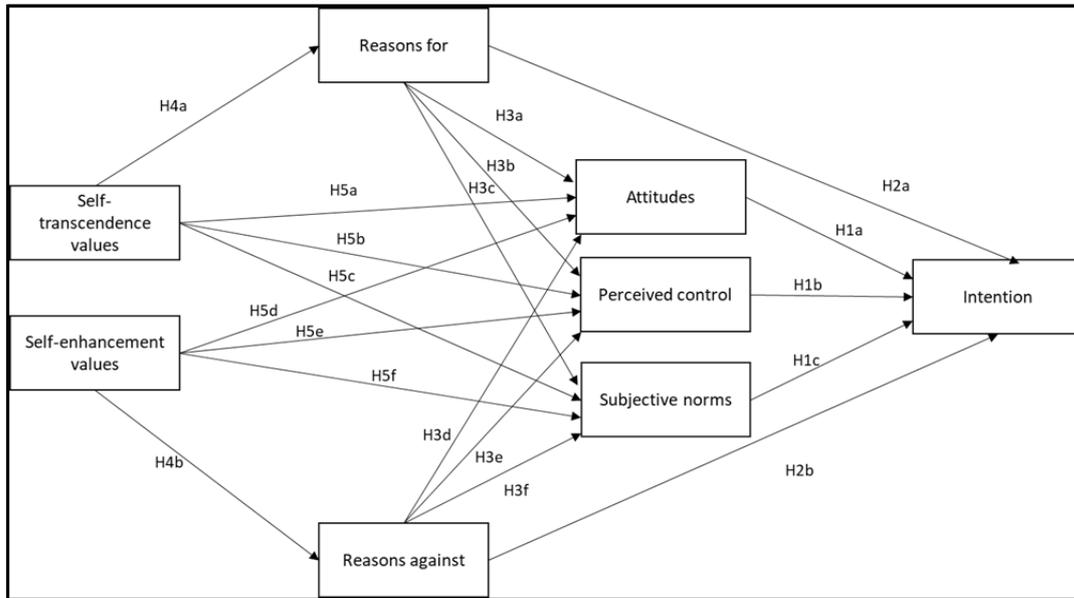 Reasons for
H4a
H3a
H3b
H3c
H2a
Self-
transcendence
values
H5a
Attitudes
H5b
H1a
H5c
Perceived control
H1b
Intention
H5d
Self-enhancement
values
H5e
H5f
H1c
Subjective norms
H3d
H4b
H3e
H2b
H3f
Reasons against